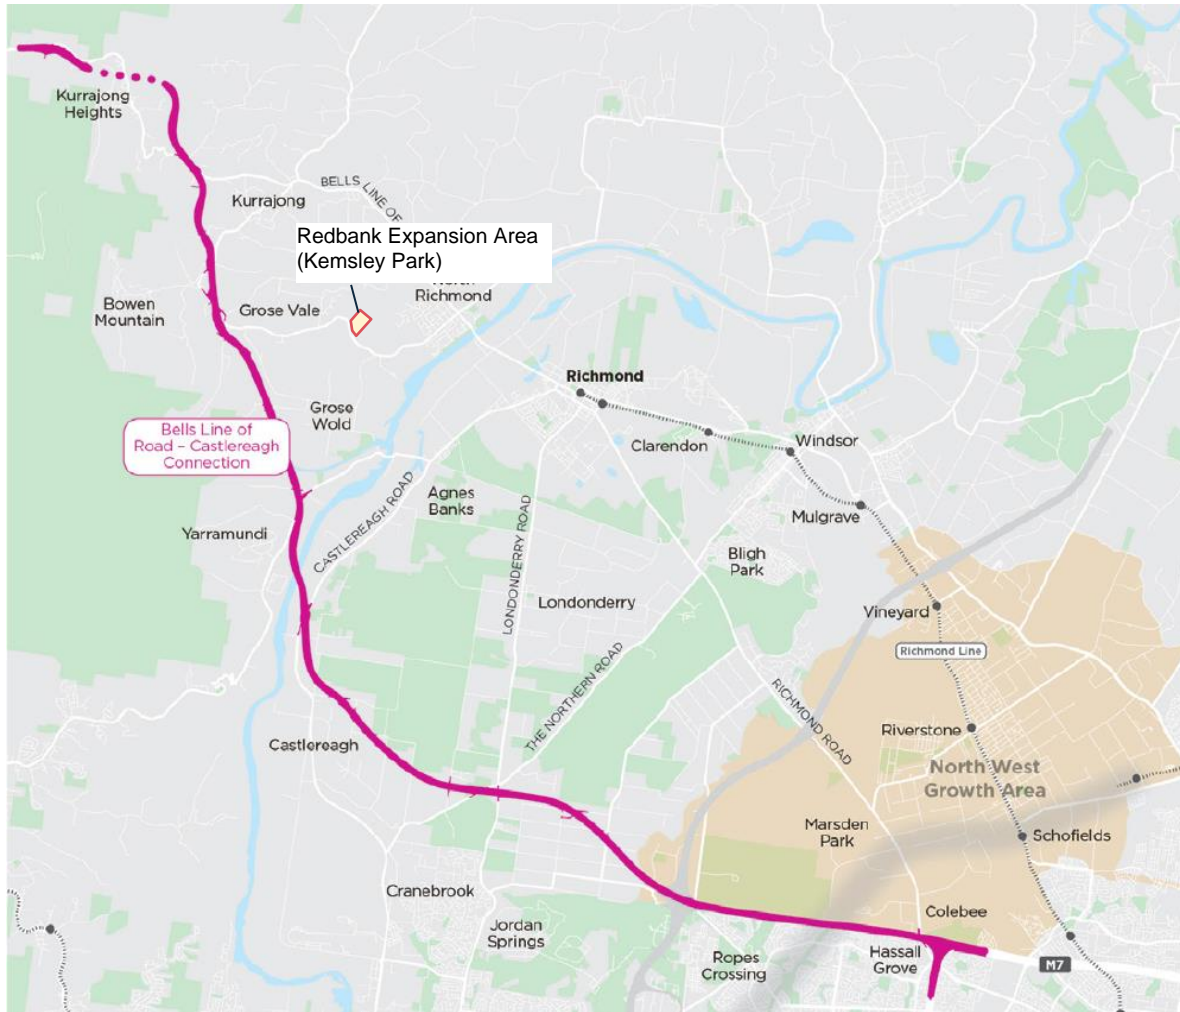 Kurrajong
Heights
BELLS LINE OF
Kurrajong
Redbank Expansion Area
(Kemsley Park)
Richmond
Bowen
Mountain
Grose Vale
Richmond
Grose
Wold
Bells Line of
Road – Castlereagh
Connection
Clarendon
Windsor
Agnes
Banks
CASTLEREAGH ROAD
LONDONDERRY ROAD
Mulgrave
Yarramundi
Bligh
Park
Londonderry
Vineyard
Richmond Line
THE NORTHERN ROAD
RICHMOND ROAD
Riverstone
Castlereagh
North West
Growth Area
Marsden
Park
Schofields
Cranebrook
Jordan
Springs
Colebee
Ropes
Crossing
Hassall
Grove
M7